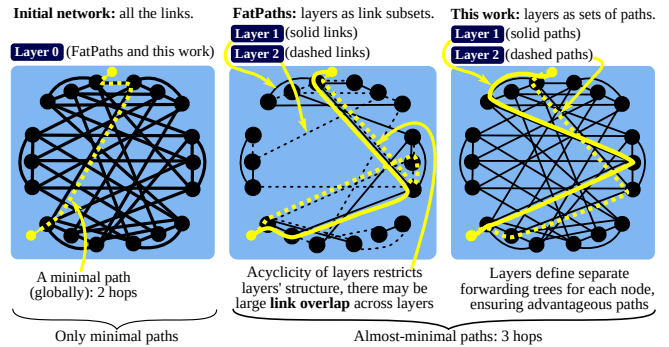 Initial network: all the links.
Layer 0 (FatPaths and this work)
A minimal path
(globally): 2 hops
Only minimal paths
FatPaths: layers as link subsets.
Layer 1 (solid links)
Layer 2 (dashed links)
Acyclicity of layers restricts
layers' structure, there may be
large link overlap across layers
This work: layers as sets of paths.
Layer 1 (solid paths)
Layer 2 (dashed paths)
Layers define separate
forwarding trees for each node,
ensuring advantageous paths
Almost-minimal paths: 3 hops